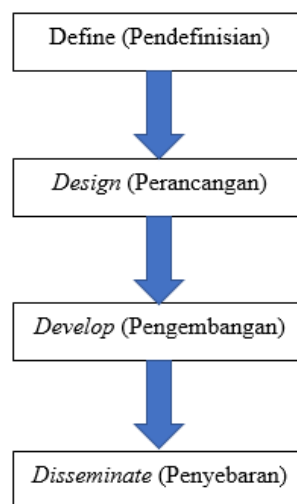 Define (Pendefinisian)
Design (Perancangan)
Develop (Pengembangan)
Disseminate (Penyebaran)